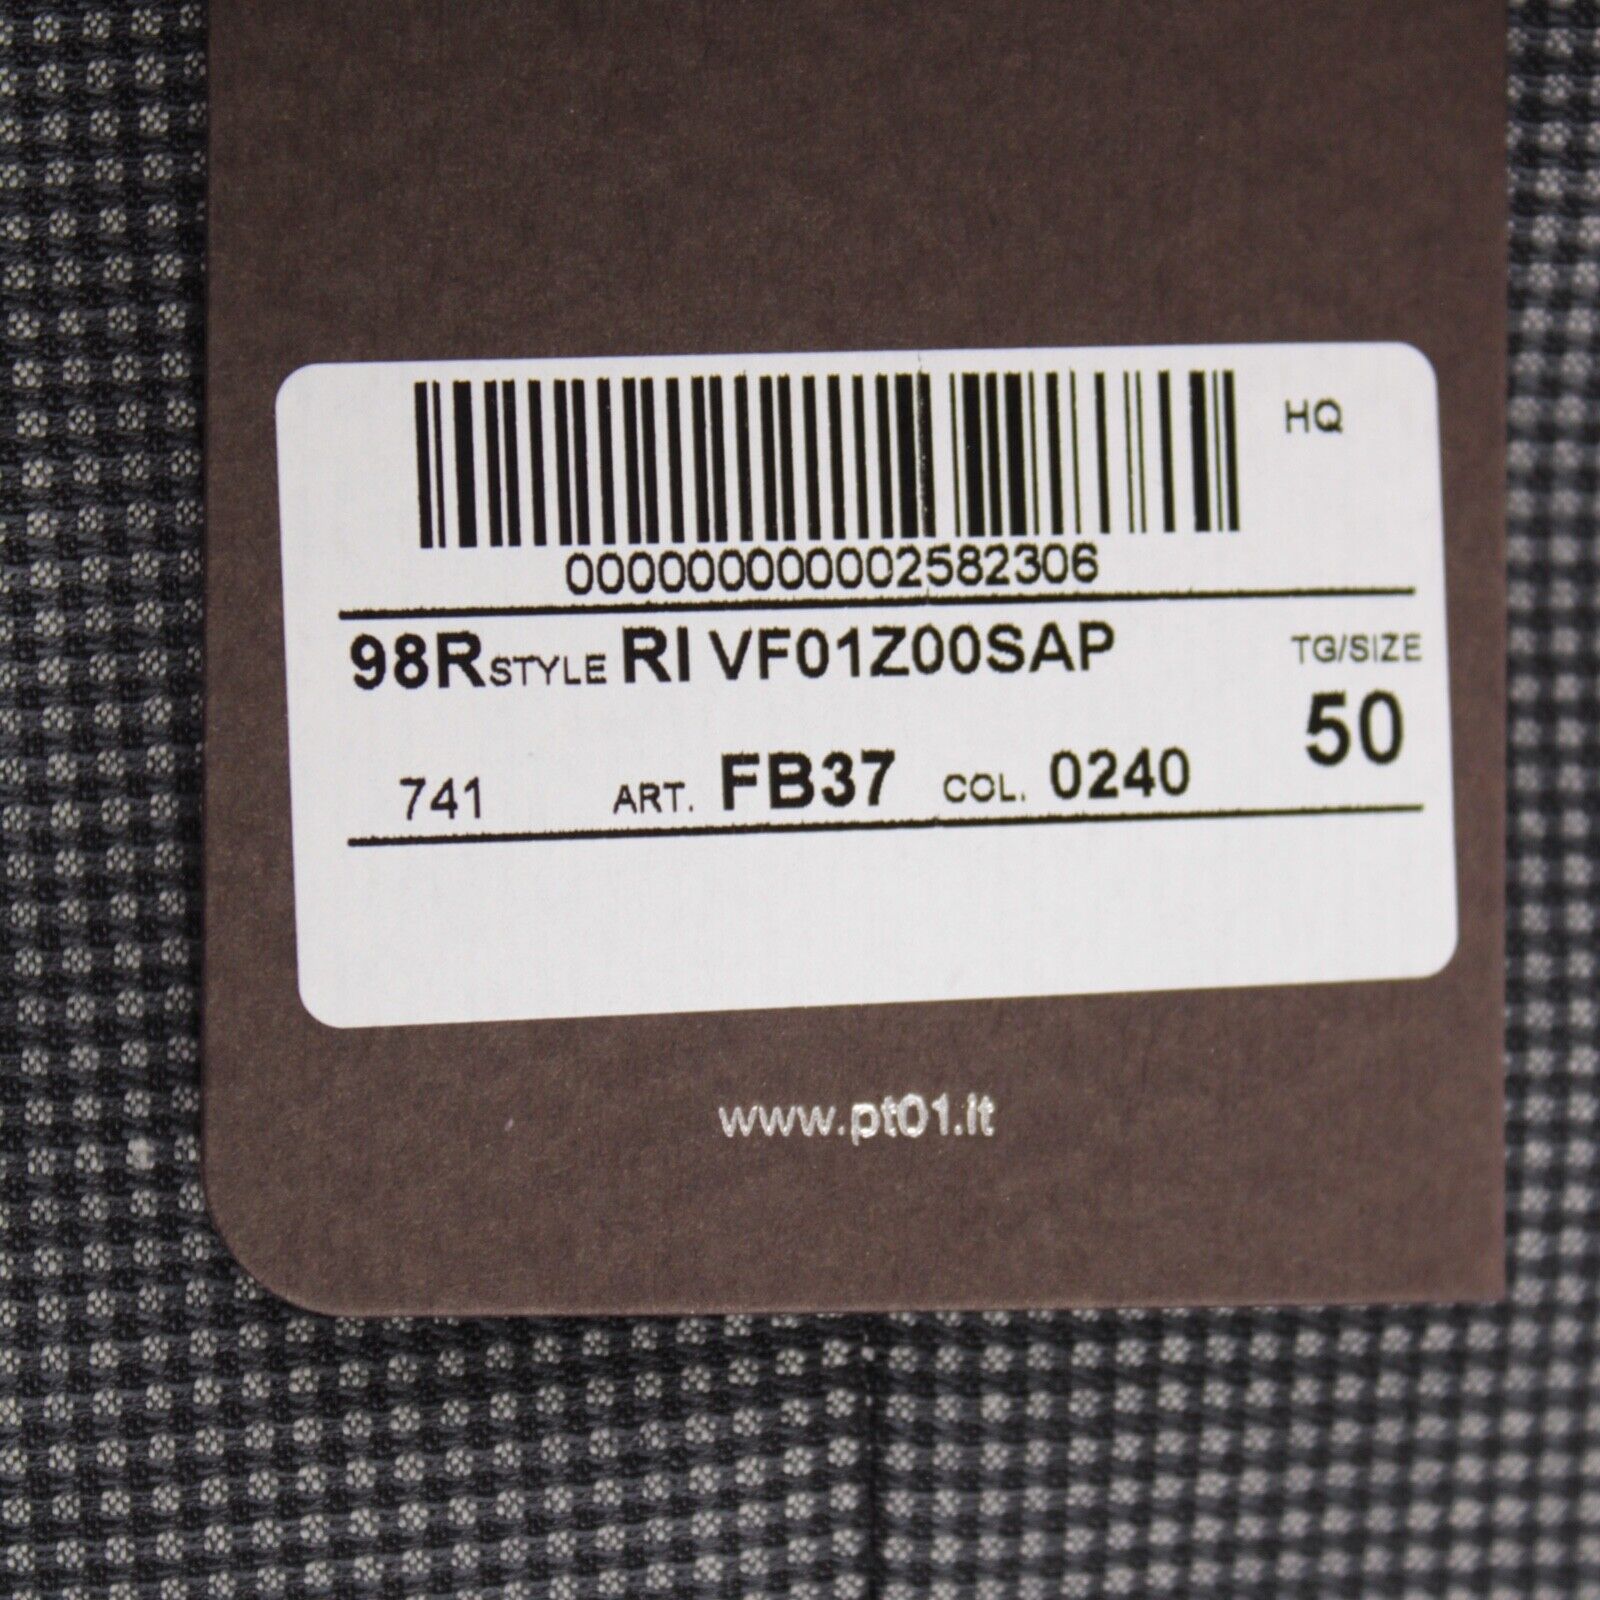 HQ
000000000002582306
98R STYLE RI VF01Z00SAP
TG/SIZE
50
741 ART. FB37 COL. 0240
www.pt01.it